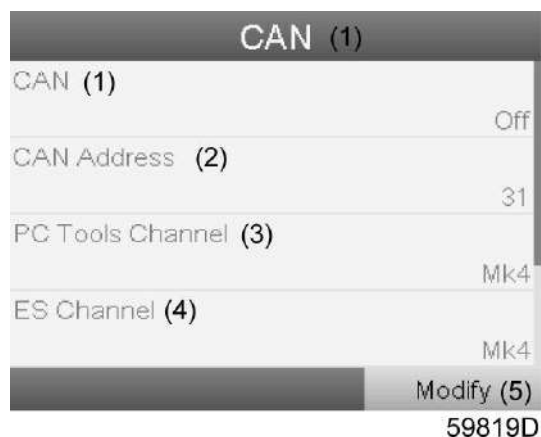 CAN (1)
CAN (1)
Off
CAN Address (2)
31
PC Tools Channel (3)
Mk4
ES Channel (4)
Mk4
Modify (5)
59819D